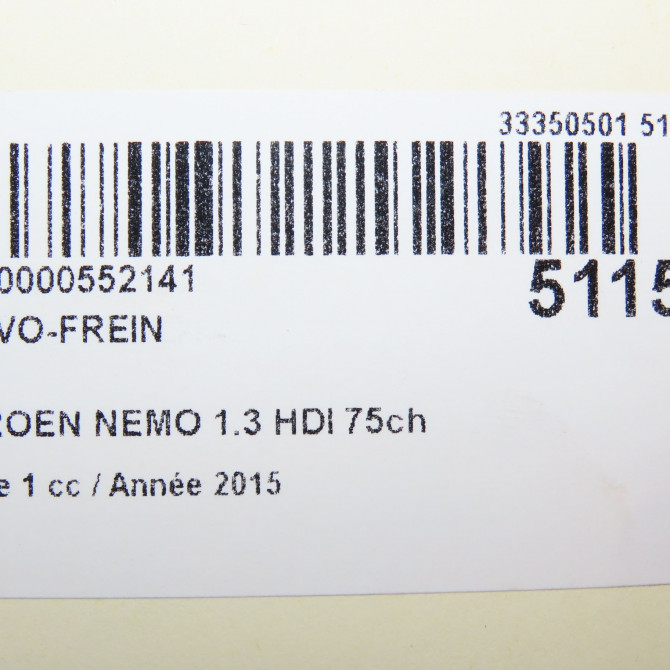 33350501 51
0000552141
5115
VO-FREIN
ROEN NEMO 1.3 HDI 75ch
e 1 cc / Année 2015